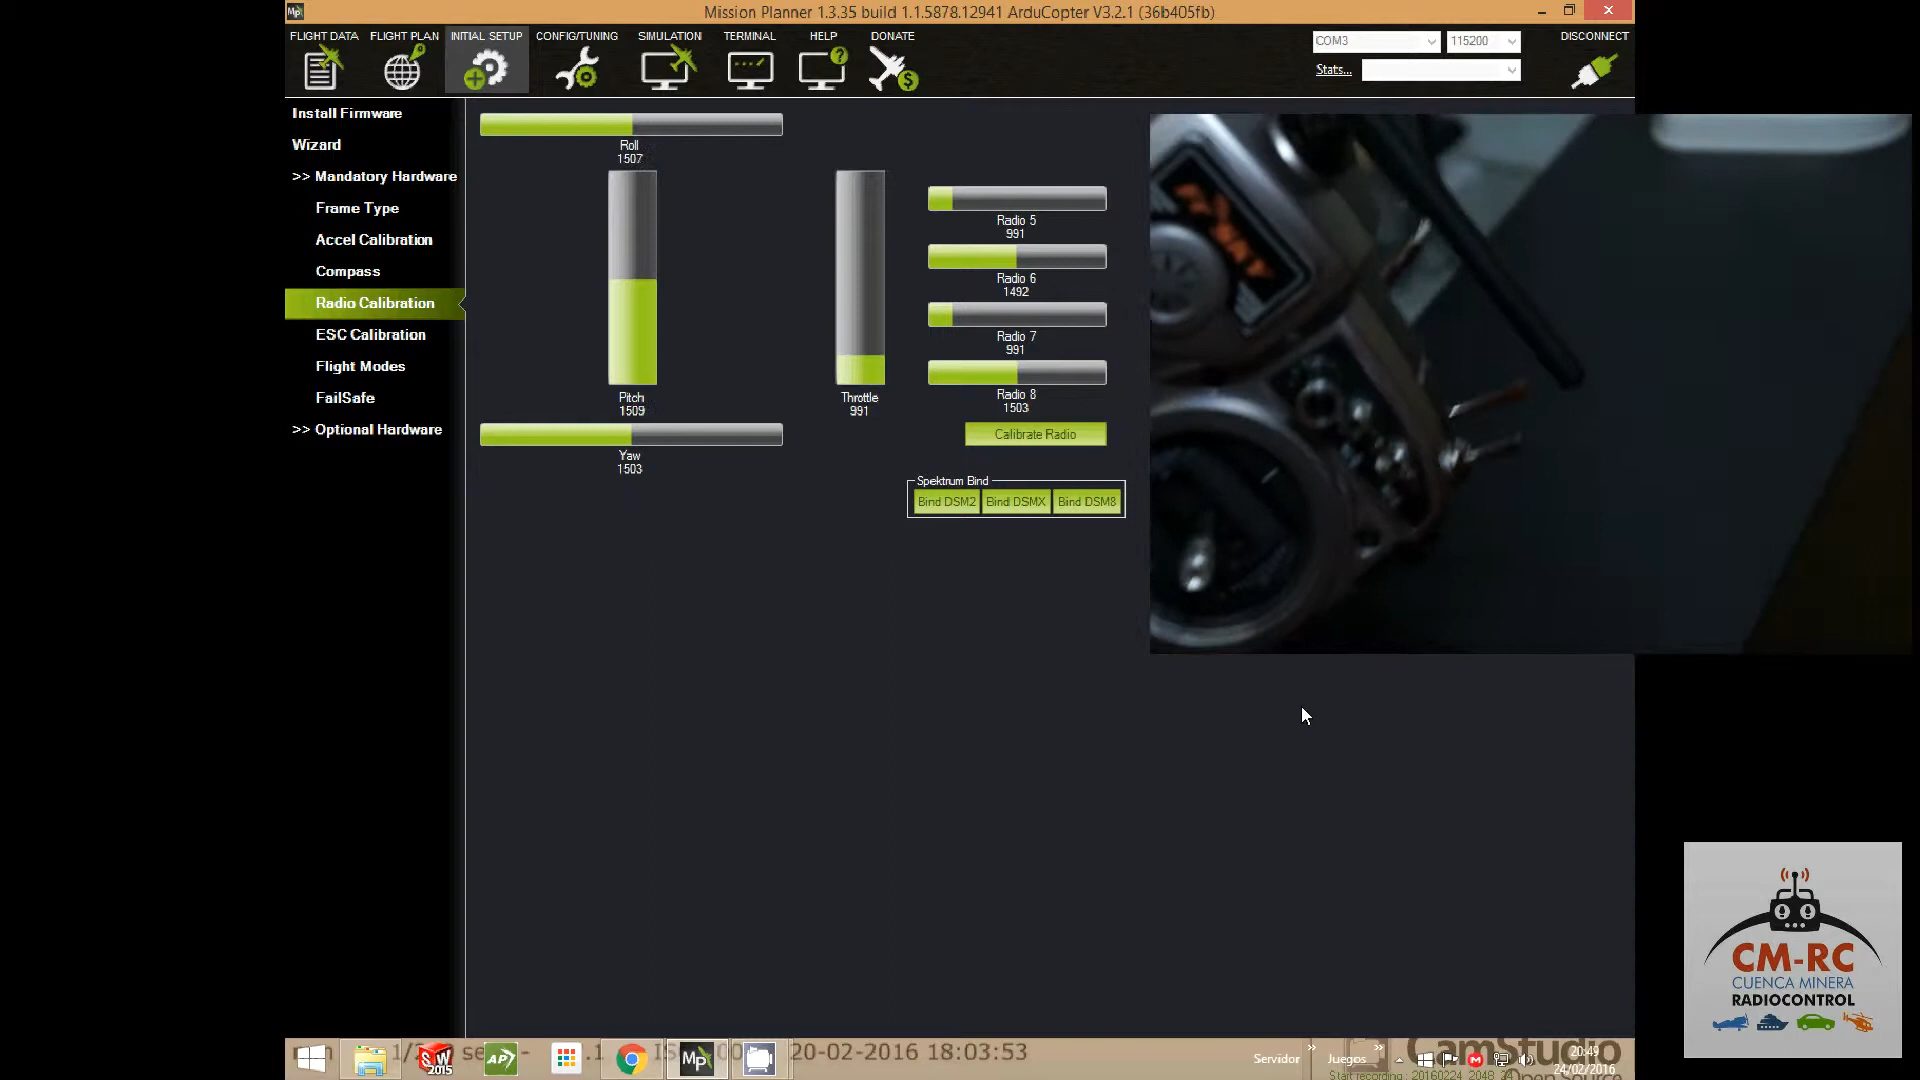 Mission Planner 1.3.35 build 1.1.5878.12941 ArduCopter V3.2.1 (36b405fb)
FLIGHT DATA
FLIGHT PLAN
INITIAL SETUP
CONFIG/TUNING
SIMULATION
TERMINAL
HELP
DONATE
COM3
115200
DISCONNECT
Stats...
Install Firmware
Wizard
>> Mandatory Hardware
Frame Type
Accel Calibration
Compass
Radio Calibration
ESC Calibration
Flight Modes
FailSafe
>> Optional Hardware
Roll
1507
Pitch
1509
Throttle
991
Yaw
1503
Radio 5
991
Radio 6
1492
Radio 7
991
Radio 8
1503
Calibrate Radio
Spektrum Bind
Bind DSM2
Bind DSMX
Bind DSM8
CM-RC
CUENCA MINERA
RADIOCONTROL
20-02-2016 18:03:53
Servidor
Juegos
CamStudio
20:49
24/02/2016